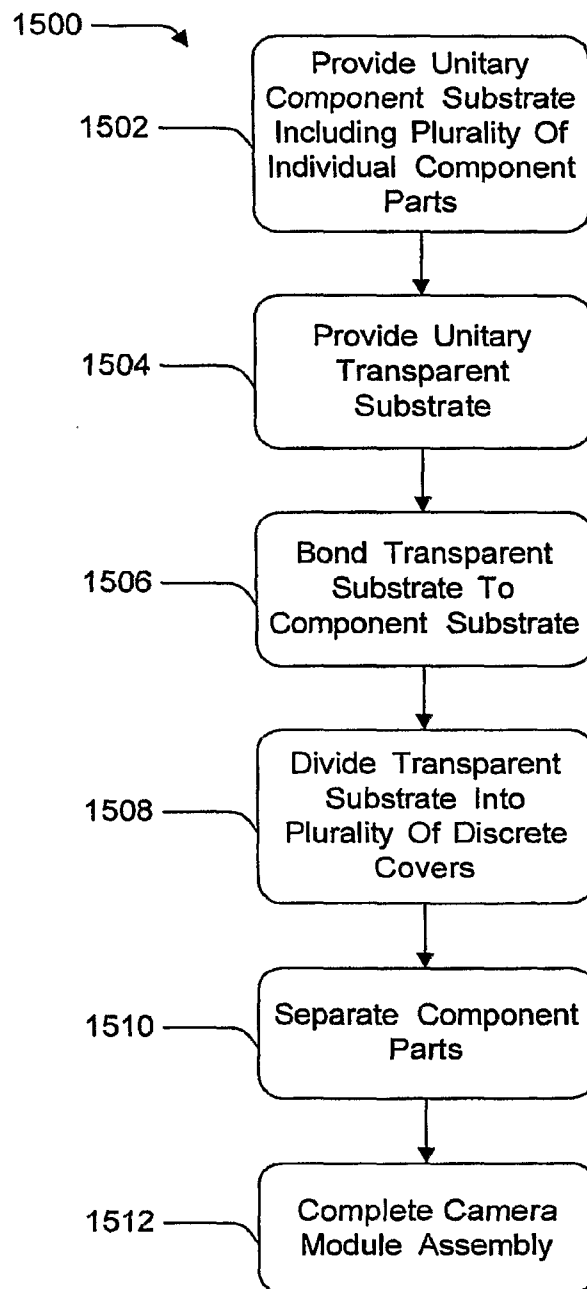 1500
Provide Unitary
Component Substrate
Including Plurality Of
Individual Component
Parts
1502
Provide Unitary
Transparent
Substrate
1504
Bond Transparent
Substrate To
Component Substrate
1506
Divide Transparent
Substrate Into
Plurality Of Discrete
Covers
1508
Separate Component
Parts
1510
Complete Camera
Module Assembly
1512